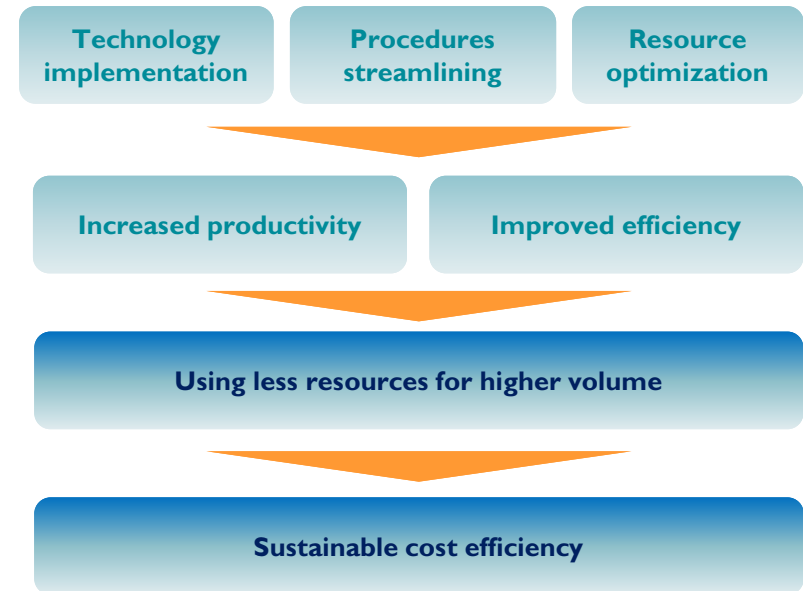 Technology
implementation
Procedures
streamlining
Resource
optimization
Increased productivity
Improved efficiency
Using less resources for higher volume
Sustainable cost efficiency